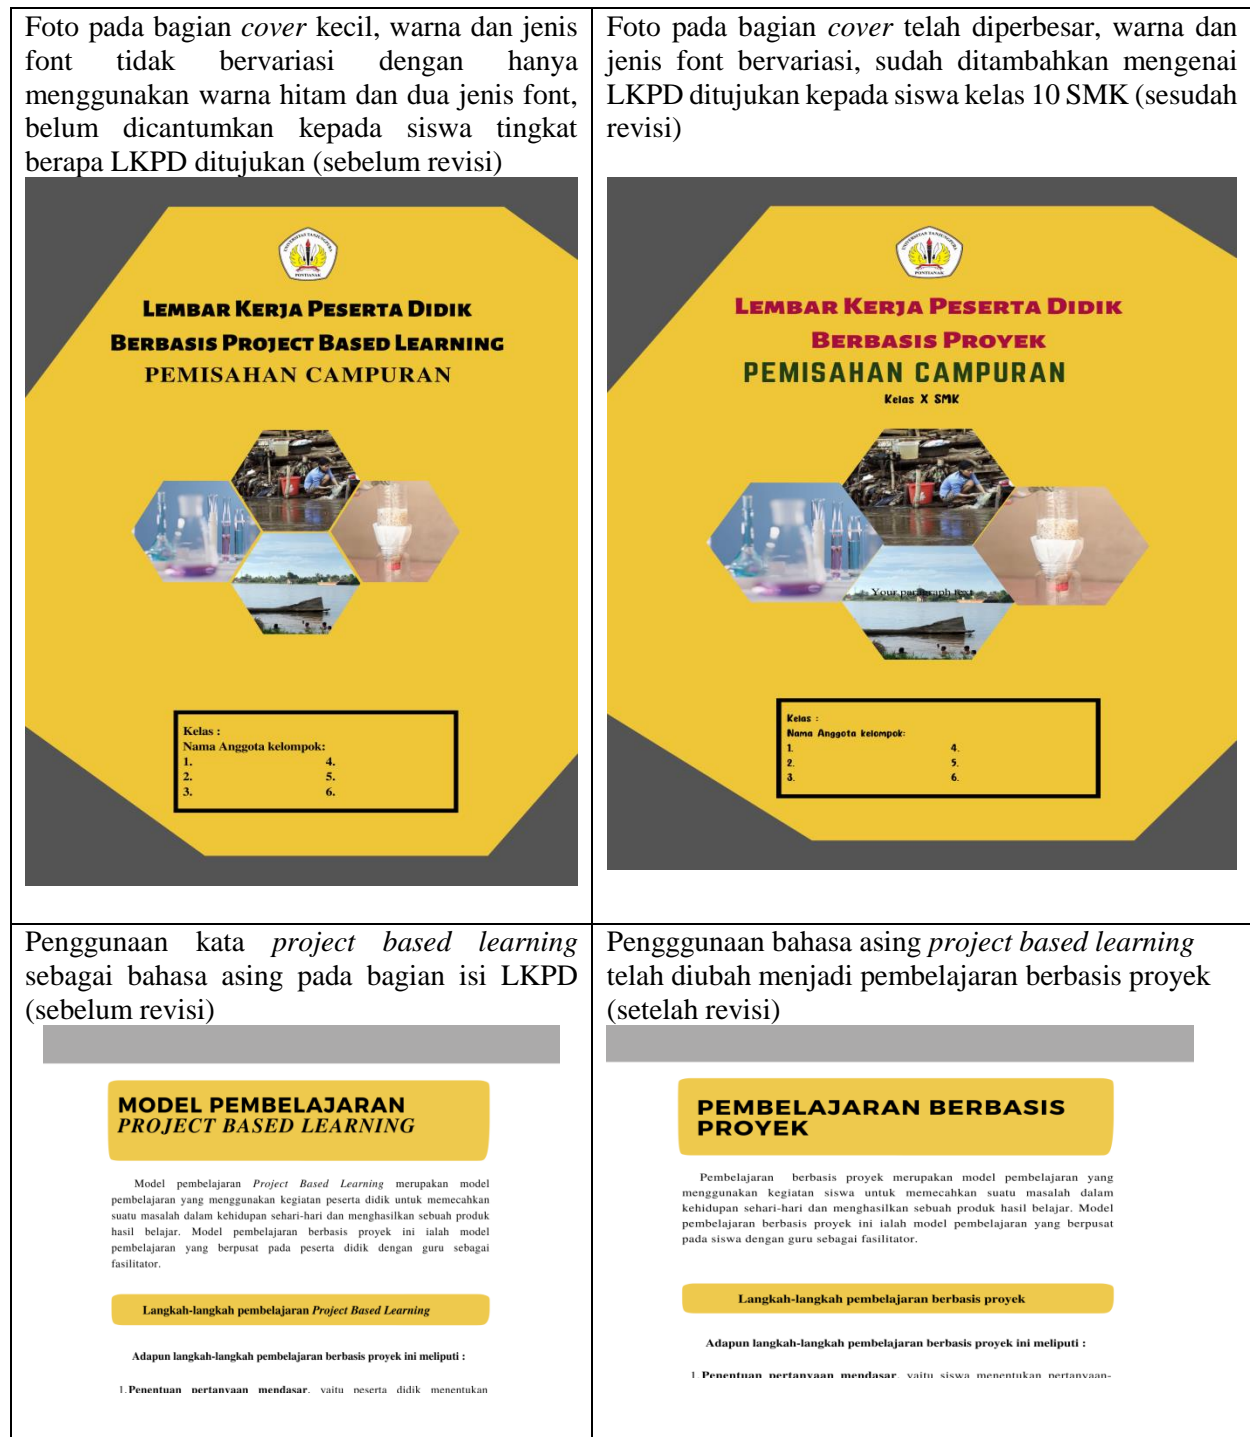 Foto pada bagian cover kecil, warna dan jenis
font tidak bervariasi dengan hanya
menggunakan warna hitam dan dua jenis font,
belum dicantumkan kepada siswa tingkat
berapa LKPD ditujukan (sebelum revisi)
UNIVERSITAS TANJUNGPURA
PONTIANAK
LEMBAR KERJA PESERTA DIDIK
BERBASIS PROJECT BASED LEARNING
PEMISAHAN CAMPURAN
Kelas :
Nama Anggota kelompok:
1. 4.
2. 5.
3. 6.
Foto pada bagian cover telah diperbesar, warna dan
jenis font bervariasi, sudah ditambahkan mengenai
LKPD ditujukan kepada siswa kelas 10 SMK (sesudah
revisi)
UNIVERSITAS TANJUNGPURA
PONTIANAK
LEMBAR KERJA PESERTA DIDIK
BERBASIS PROYEK
PEMISAHAN CAMPURAN
Kelas X SMK
Your paragraph text
Kelas :
Nama Anggota kelompok:
1. 4.
2. 5.
3. 6.
Penggunaan kata project based learning
sebagai bahasa asing pada bagian isi LKPD
(sebelum revisi)
MODEL PEMBELAJARAN
PROJECT BASED LEARNING
Model pembelajaran Project Based Learning merupakan model
pembelajaran yang menggunakan kegiatan peserta didik untuk memecahkan
suatu masalah dalam kehidupan sehari-hari dan menghasilkan sebuah produk
hasil belajar. Model pembelajaran berbasis proyek ini ialah model
pembelajaran yang berpusat pada peserta didik dengan guru sebagai
fasilitator.
Langkah-langkah pembelajaran Project Based Learning
Adapun langkah-langkah pembelajaran berbasis proyek ini meliputi :
1. Penentuan pertanyaan mendasar, yaitu peserta didik menentukan
Pengggunaan bahasa asing project based learning
telah diubah menjadi pembelajaran berbasis proyek
(setelah revisi)
PEMBELAJARAN BERBASIS
PROYEK
Pembelajaran berbasis proyek merupakan model pembelajaran yang
menggunakan kegiatan siswa untuk memecahkan suatu masalah dalam
kehidupan sehari-hari dan menghasilkan sebuah produk hasil belajar. Model
pembelajaran berbasis proyek ini ialah model pembelajaran yang berpusat
pada siswa dengan guru sebagai fasilitator.
Langkah-langkah pembelajaran berbasis proyek
Adapun langkah-langkah pembelajaran berbasis proyek ini meliputi :
1. Penentuan pertanyaan mendasar, yaitu siswa menentukan pertanyaan-